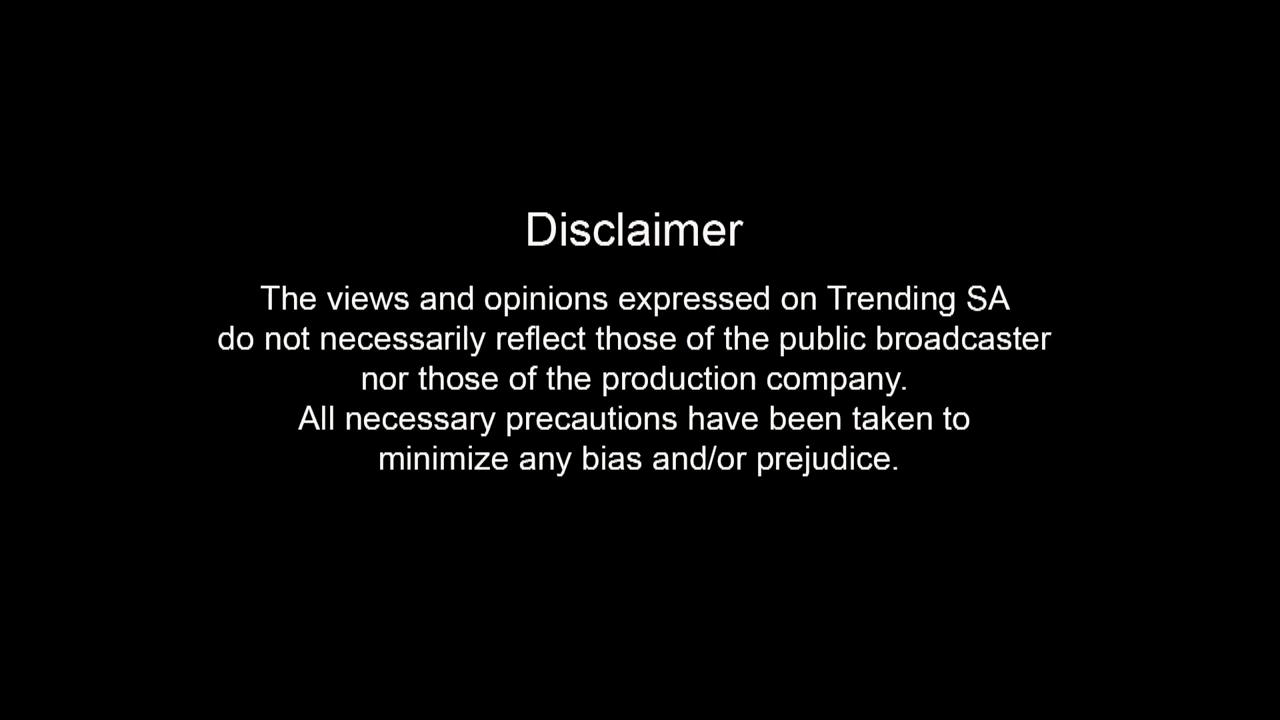 Disclaimer
The views and opinions expressed on Trending SA
do not necessarily reflect those of the public broadcaster
nor those of the production company.
All necessary precautions have been taken to
minimize any bias and/or prejudice.